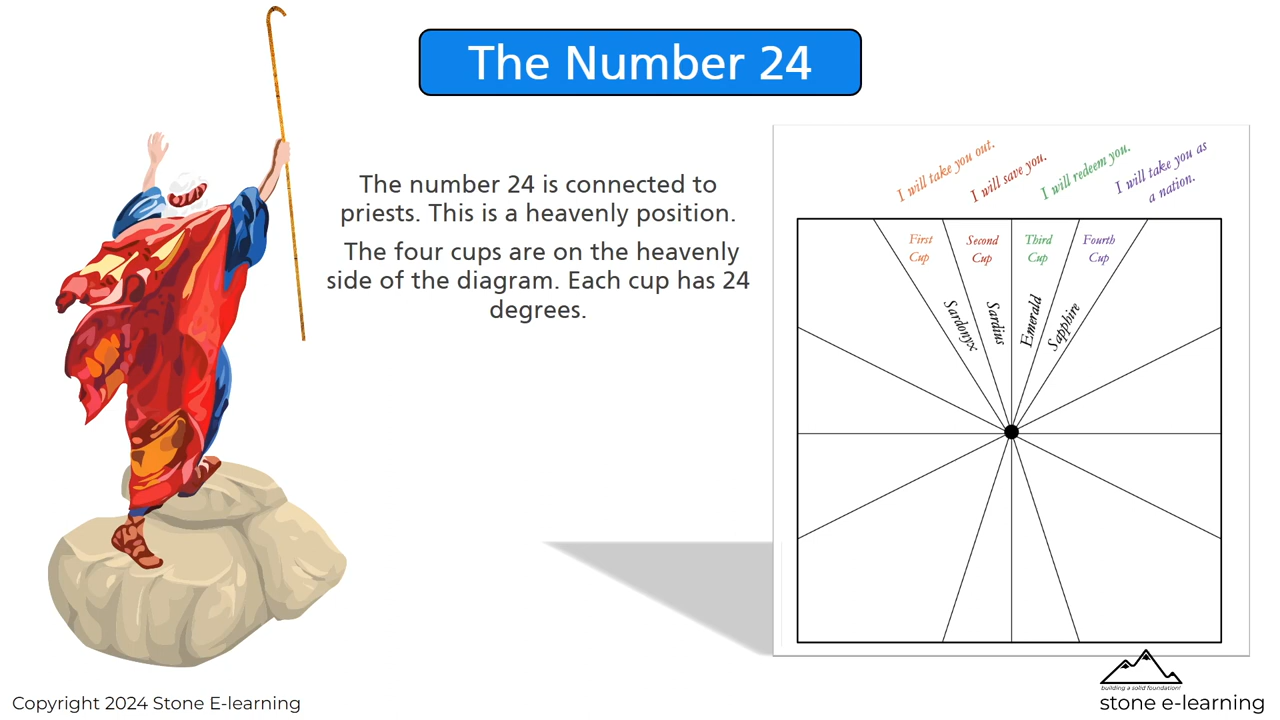 The Number 24
The number 24 is connected to
priests. This is a heavenly position.
The four cups are on the heavenly
side of the diagram. Each cup has 24
degrees.
I will take you out.
I will save you.
I will redeem you.
I will take you as
a nation.
First
Cup
Second
Cup
Third
Cup
Fourth
Cup
Sardonyx
Sardius
Emerald
Sapphire
Copyright 2024 Stone E-learning
building a solid foundation!
stone e-learning